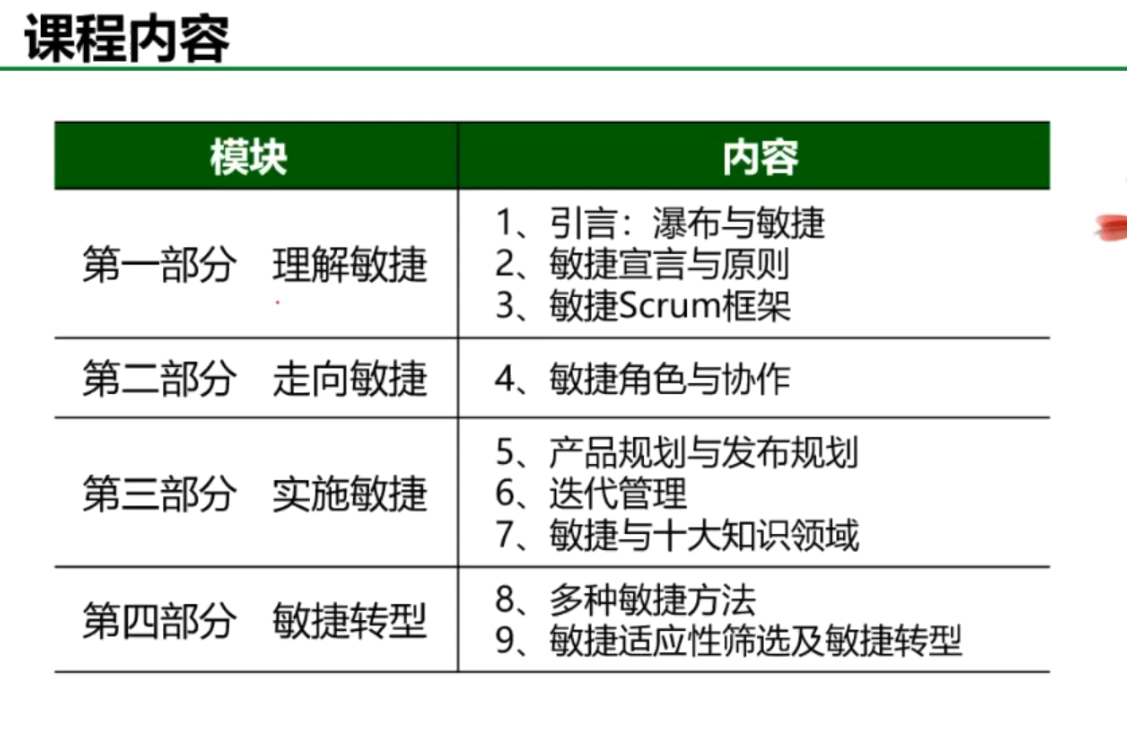 课程内容
模块 内容
第一部分 理解敏捷
1、引言：瀑布与敏捷
2、敏捷宣言与原则
3、敏捷Scrum框架
第二部分 走向敏捷
4、敏捷角色与协作
第三部分 实施敏捷
5、产品规划与发布规划
6、迭代管理
7、敏捷与十大知识领域
第四部分 敏捷转型
8、多种敏捷方法
9、敏捷适应性筛选及敏捷转型